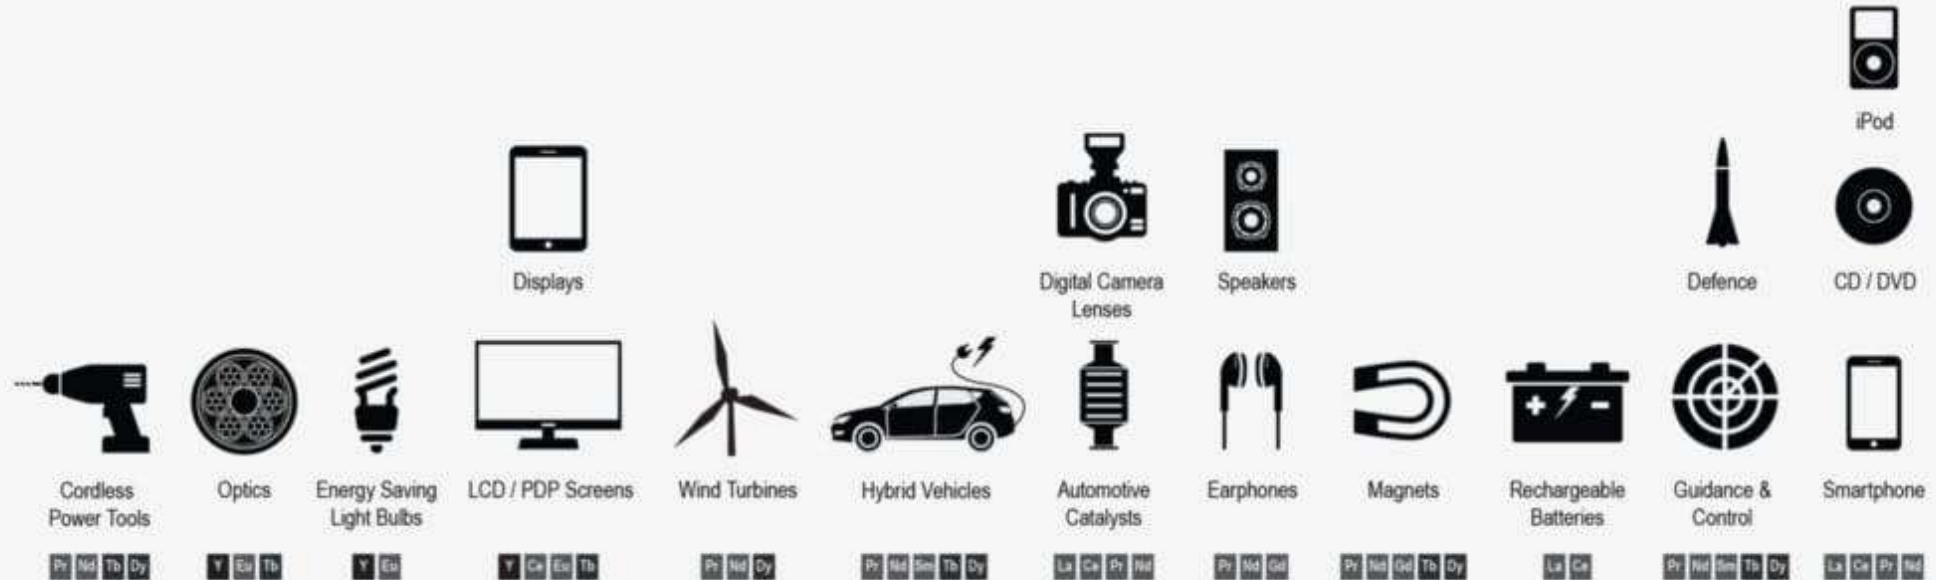 iPod
Displays
Digital Camera
Lenses
Speakers
Defence
CD / DVD
Cordless
Power Tools
Optics
Energy Saving
Light Bulbs
LCD / PDP Screens
Wind Turbines
Hybrid Vehicles
Automotive
Catalysts
Earphones
Magnets
Rechargeable
Batteries
Guidance &
Control
Smartphone
Pr Nd Tb Dy
Y Eu Tb
Y Eu
Y Ce Eu Tb
Pr Nd Dy
Pr Nd Sm Tb Dy
La Ce Pr Nd
Pr Nd Gd
Pr Nd Gd Tb Dy
La Ce
Pr Nd Sm Tb Dy
La Ce Pr Nd